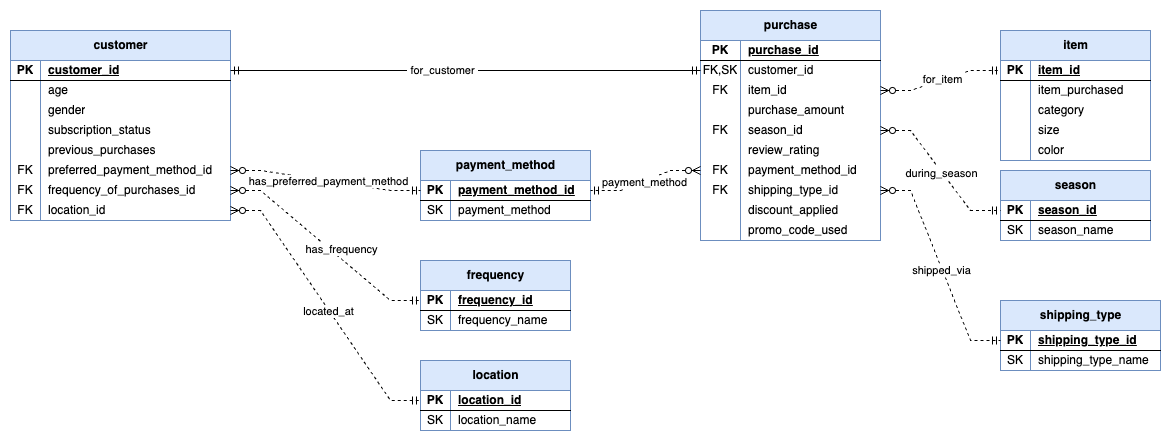 customer
PK customer_id
age
gender
subscription_status
previous_purchases
FK preferred_payment_method_id
FK frequency_of_purchases_id
FK location_id
for_customer
has_preferred_payment_method
has_frequency
located_at
payment_method
PK payment_method_id
SK payment_method
frequency
PK frequency_id
SK frequency_name
location
PK location_id
SK location_name
payment_method
purchase
PK purchase_id
FK,SK customer_id
FK item_id
purchase_amount
FK season_id
review_rating
FK payment_method_id
FK shipping_type_id
discount_applied
promo_code_used
for_item
during_season
shipped_via
item
PK item_id
item_purchased
category
size
color
season
PK season_id
SK season_name
shipping_type
PK shipping_type_id
SK shipping_type_name